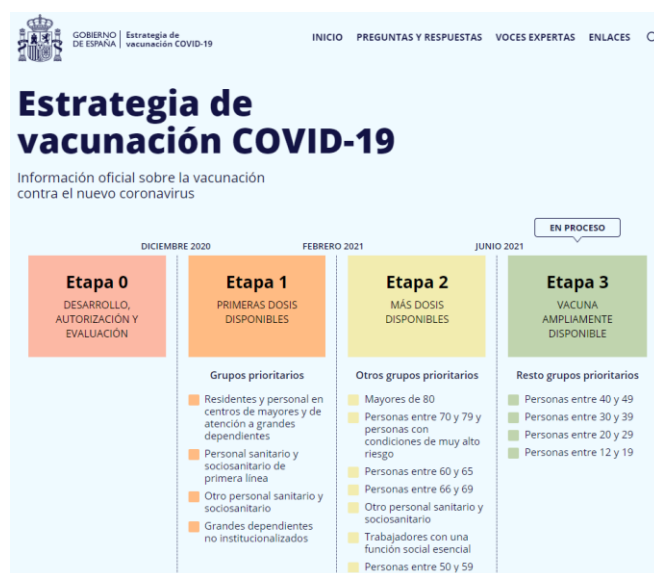 GOBIERNO
DE ESPAÑA
Estrategia de
vacunación COVID-19
INICIO PREGUNTAS Y RESPUESTAS VOCES EXPERTAS ENLACES
Estrategia de
vacunación COVID-19
Información oficial sobre la vacunación
contra el nuevo coronavirus
EN PROCESO
DICIEMBRE 2020 FEBRERO 2021 JUNIO 2021
Etapa 0
DESARROLLO,
AUTORIZACIÓN Y
EVALUACIÓN
Etapa 1
PRIMERAS DOSIS
DISPONIBLES
Grupos prioritarios
Residentes y personal en
centros de mayores y de
atención a grandes
dependientes
Personal sanitario y
sociosanitario de
primera línea
Otro personal sanitario y
sociosanitario
Grandes dependientes
no institucionalizados
Etapa 2
MÁS DOSIS
DISPONIBLES
Otros grupos prioritarios
Mayores de 80
Personas entre 70 y 79 y
personas con
condiciones de muy alto
riesgo
Personas entre 60 y 65
Personas entre 66 y 69
Otro personal sanitario y
sociosanitario
Trabajadores con una
función social esencial
Personas entre 50 y 59
Etapa 3
VACUNA
AMPLIAMENTE
DISPONIBLE
Resto grupos prioritarios
Personas entre 40 y 49
Personas entre 30 y 39
Personas entre 20 y 29
Personas entre 12 y 19